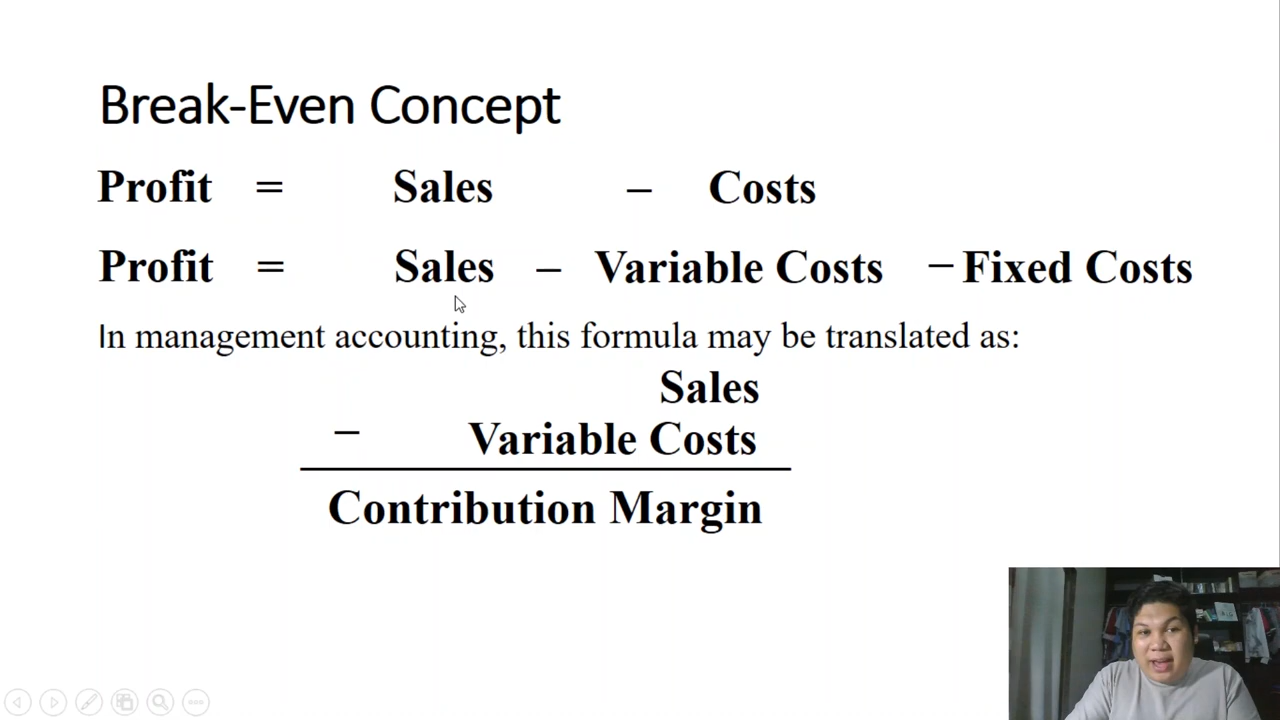 Break-Even Concept
Profit = Sales – Costs
Profit = Sales – Variable Costs – Fixed Costs
In management accounting, this formula may be translated as:
Sales
– Variable Costs
Contribution Margin